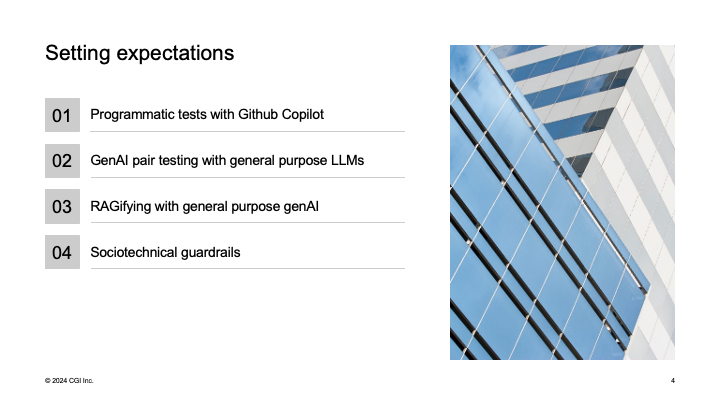 Setting expectations
01 Programmatic tests with Github Copilot
02 GenAI pair testing with general purpose LLMs
03 RAGifying with general purpose genAI
04 Sociotechnical guardrails
© 2024 CGI Inc.
4